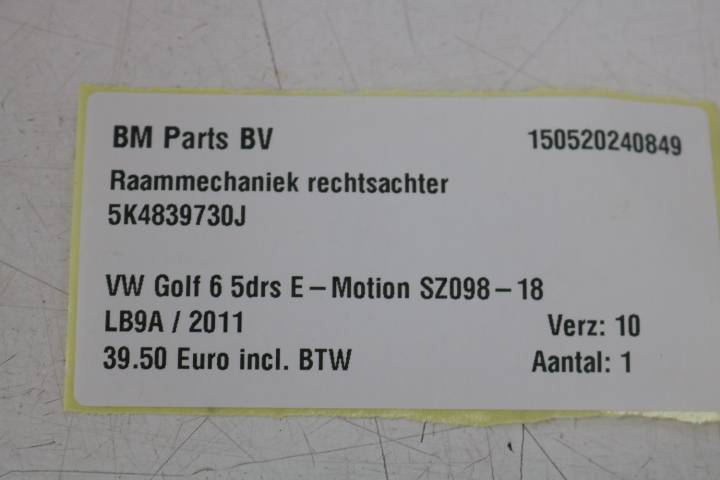 BM Parts BV 150520240849
Raammechaniek rechtsachter
5K4839730J
VW Golf 6 5drs E-Motion SZ098-18
LB9A / 2011 Verz: 10
39.50 Euro incl. BTW Aantal: 1